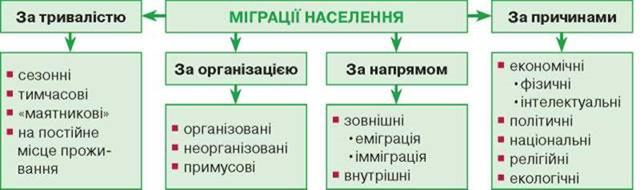 МІГРАЦІЇ НАСЕЛЕННЯ
За тривалістю
сезонні
тимчасові
«маятникові»
на постійне
місце прожи-
вання
За організацією
організовані
неорганізовані
примусові
За напрямом
зовнішні
еміграція
імміграція
внутрішні
За причинами
економічні
фізичні
інтелектуальні
політичні
національні
релігійні
екологічні